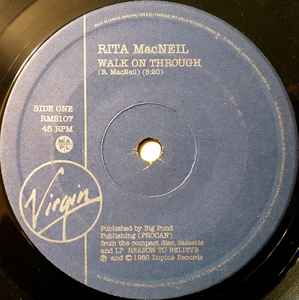 RITA MacNEIL
WALK ON THROUGH
(R. MacNeil) (5:20)
SIDE ONE
RMS107
45 RPM
Virgin
Published by Big Pond
Publishing (PROCAN)
from the compact disc, cassette
and LP REASON TO BELIEVE
℗ and © 1988 Lupins Records